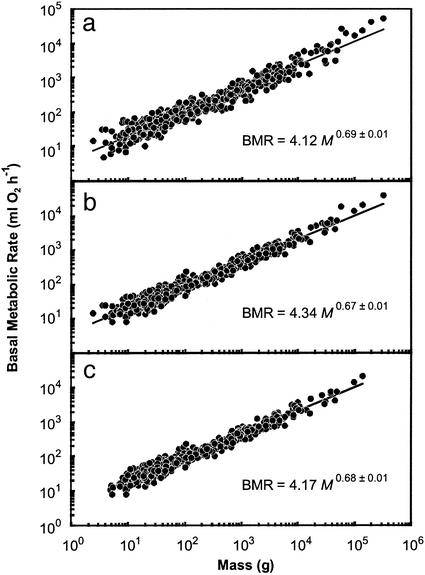 10^5
a
10^4
10^3
10^2
10^1
BMR = 4.12 M^0.69 ± 0.01
Basal Metabolic Rate (ml O_2 h^-1)
b
10^4
10^3
10^2
10^1
BMR = 4.34 M^0.67 ± 0.01
c
10^4
10^3
10^2
10^1
10^0
BMR = 4.17 M^0.68 ± 0.01
10^0 10^1 10^2 10^3 10^4 10^5 10^6
Mass (g)